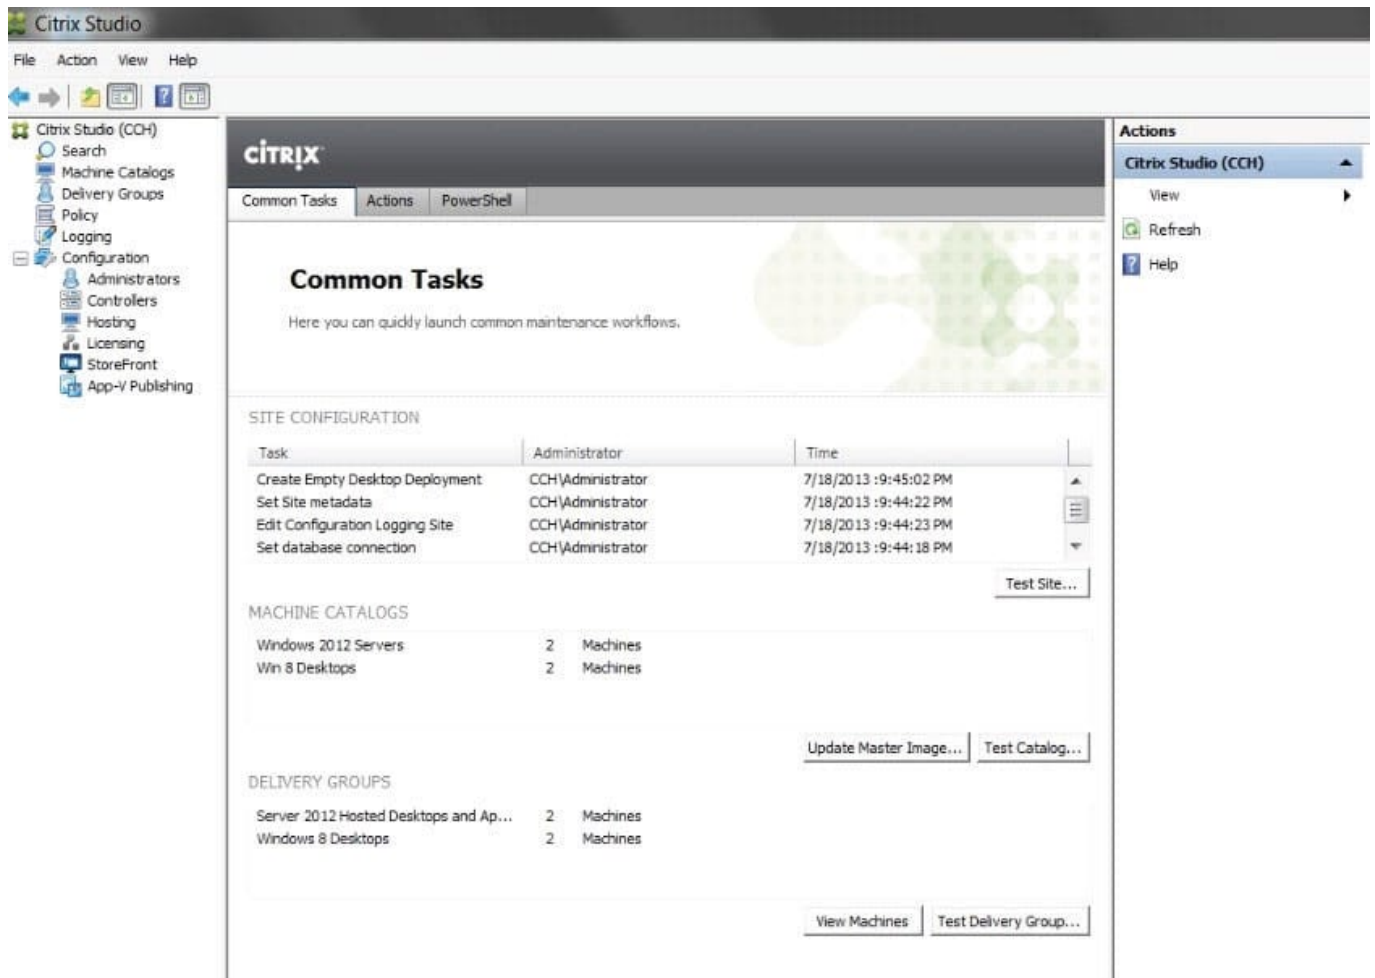 Citrix Studio
File Action View Help
Citrix Studio (CCH)
Search
Machine Catalogs
Delivery Groups
Policy
Logging
Configuration
Administrators
Controllers
Hosting
Licensing
StoreFront
App-V Publishing
CITRIX
Common Tasks Actions PowerShell
Common Tasks
Here you can quickly launch common maintenance workflows.
SITE CONFIGURATION
Task Administrator Time
Create Empty Desktop Deployment CCH\Administrator 7/18/2013 :9:45:02 PM
Set Site metadata CCH\Administrator 7/18/2013 :9:44:22 PM
Edit Configuration Logging Site CCH\Administrator 7/18/2013 :9:44:23 PM
Set database connection CCH\Administrator 7/18/2013 :9:44:18 PM
Test Site...
MACHINE CATALOGS
Windows 2012 Servers 2 Machines
Win 8 Desktops 2 Machines
Update Master Image... Test Catalog...
DELIVERY GROUPS
Server 2012 Hosted Desktops and Ap... 2 Machines
Windows 8 Desktops 2 Machines
View Machines Test Delivery Group...
Actions
Citrix Studio (CCH)
View
Refresh
Help